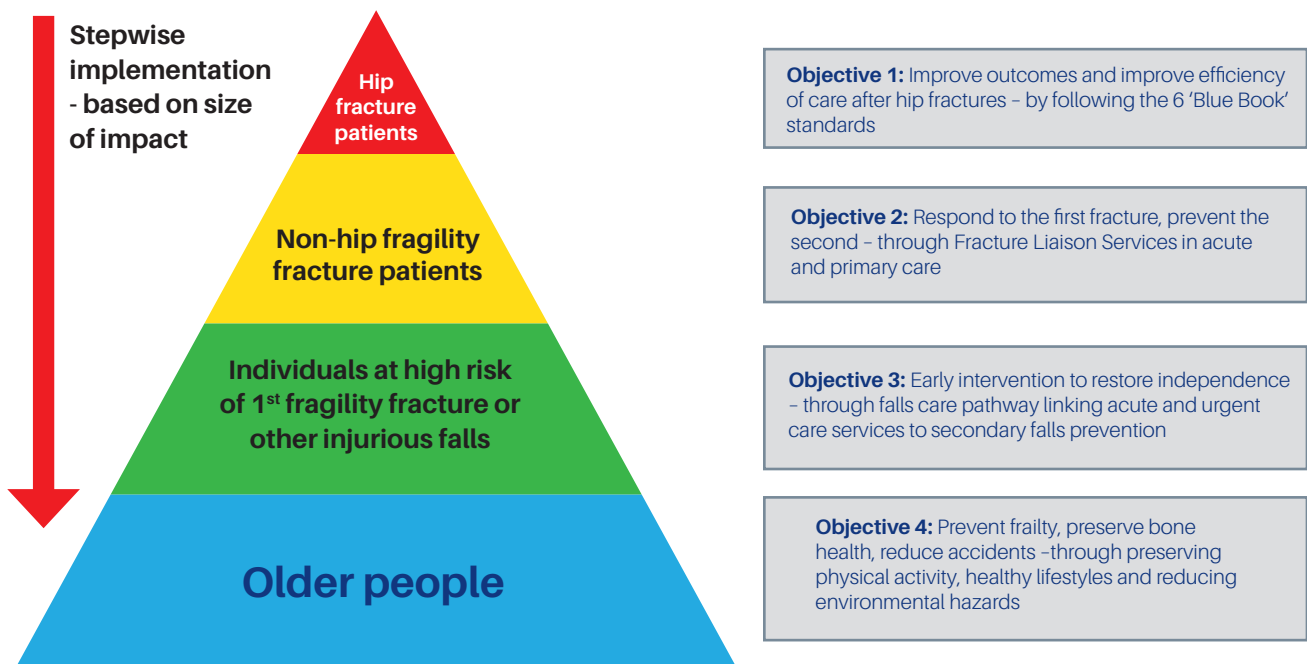 Stepwise
implementation
- based on size
of impact
Hip
fracture
patients
Non-hip fragility
fracture patients
Individuals at high risk
of 1st fragility fracture or
other injurious falls
Older people
Objective 1: Improve outcomes and improve efficiency
of care after hip fractures – by following the 6 ‘Blue Book’
standards
Objective 2: Respond to the first fracture, prevent the
second – through Fracture Liaison Services in acute
and primary care
Objective 3: Early intervention to restore independence
– through falls care pathway linking acute and urgent
care services to secondary falls prevention
Objective 4: Prevent frailty, preserve bone
health, reduce accidents –through preserving
physical activity, healthy lifestyles and reducing
environmental hazards